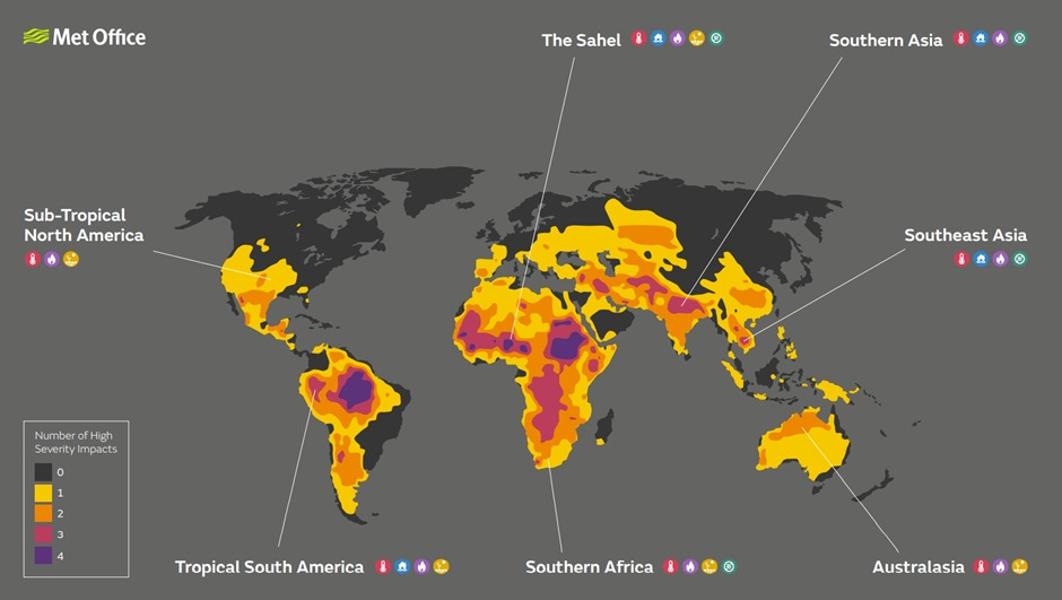 Met Office
The Sahel
Southern Asia
Sub-Tropical
North America
Southeast Asia
Number of High
Severity Impacts
0
1
2
3
4
Tropical South America
Southern Africa
Australasia